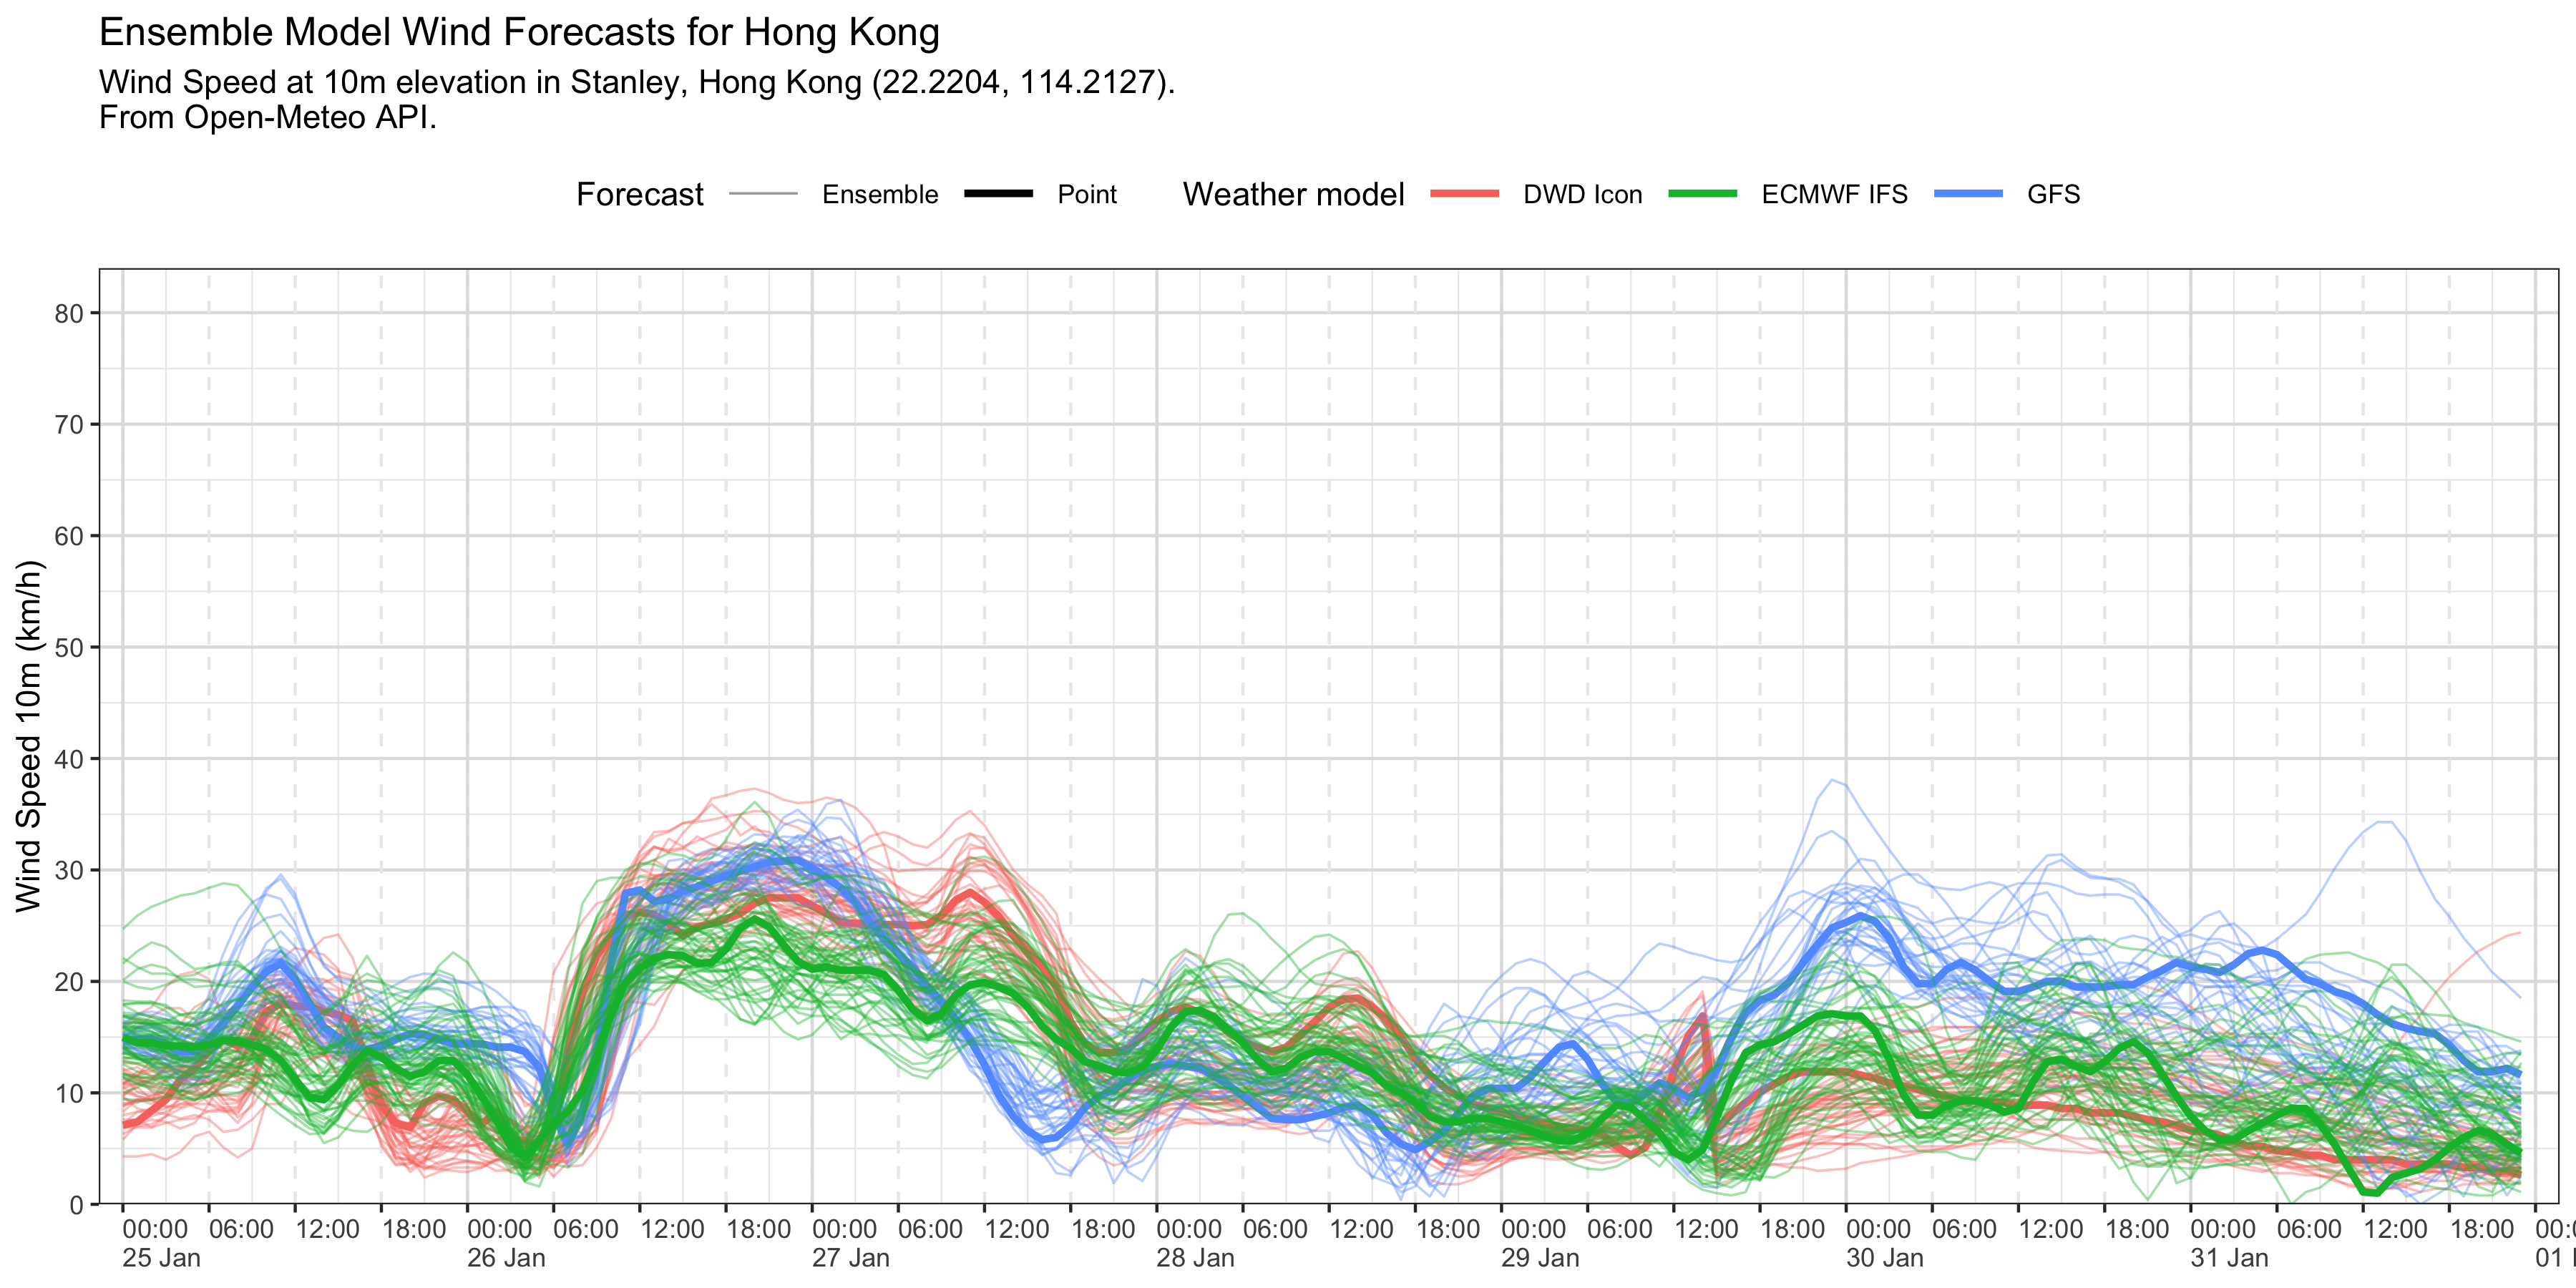 Ensemble Model Wind Forecasts for Hong Kong
Wind Speed at 10m elevation in Stanley, Hong Kong (22.2204, 114.2127).
From Open-Meteo API.
Forecast Ensemble Point Weather model DWD Icon ECMWF IFS GFS
Wind Speed 10m (km/h)
80
70
60
50
40
30
20
10
0
00:00 06:00 12:00 18:00 00:00 06:00 12:00 18:00 00:00 06:00 12:00 18:00 00:00 06:00 12:00 18:00 00:00 06:00 12:00 18:00 00:00 06:00 12:00 18:00 00:00 06:00 12:00 18:00
25 Jan 26 Jan 27 Jan 28 Jan 29 Jan 30 Jan 31 Jan 01